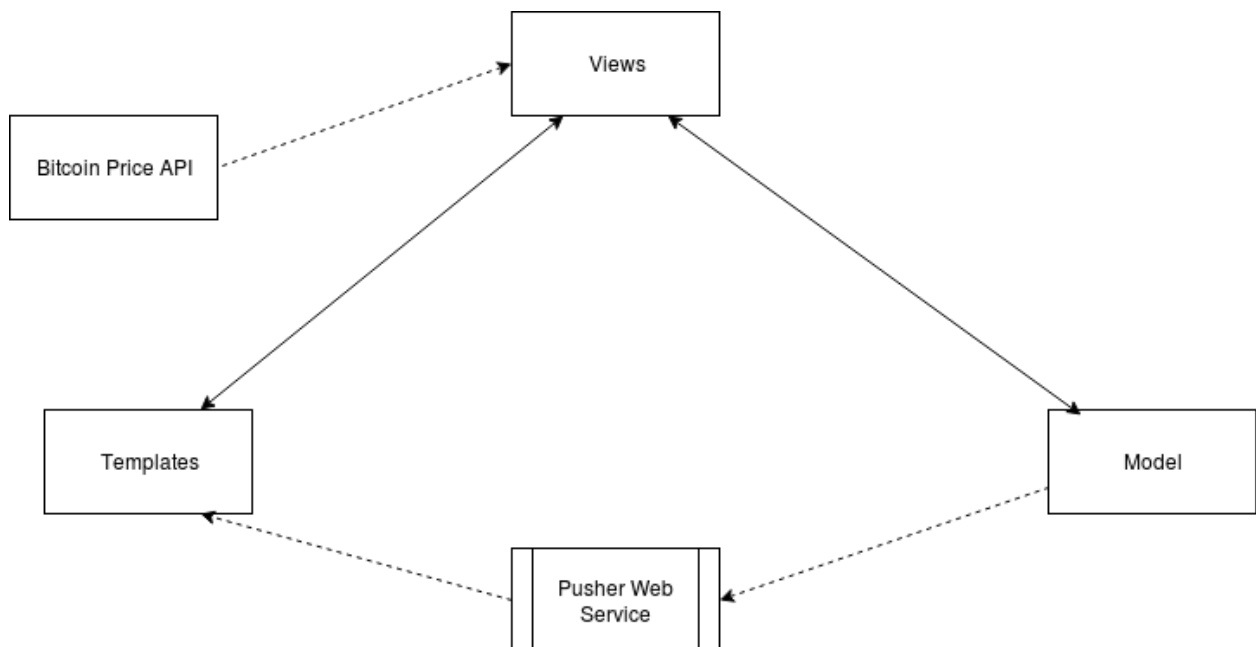 Views
Bitcoin Price API
Templates
Model
Pusher Web
Service